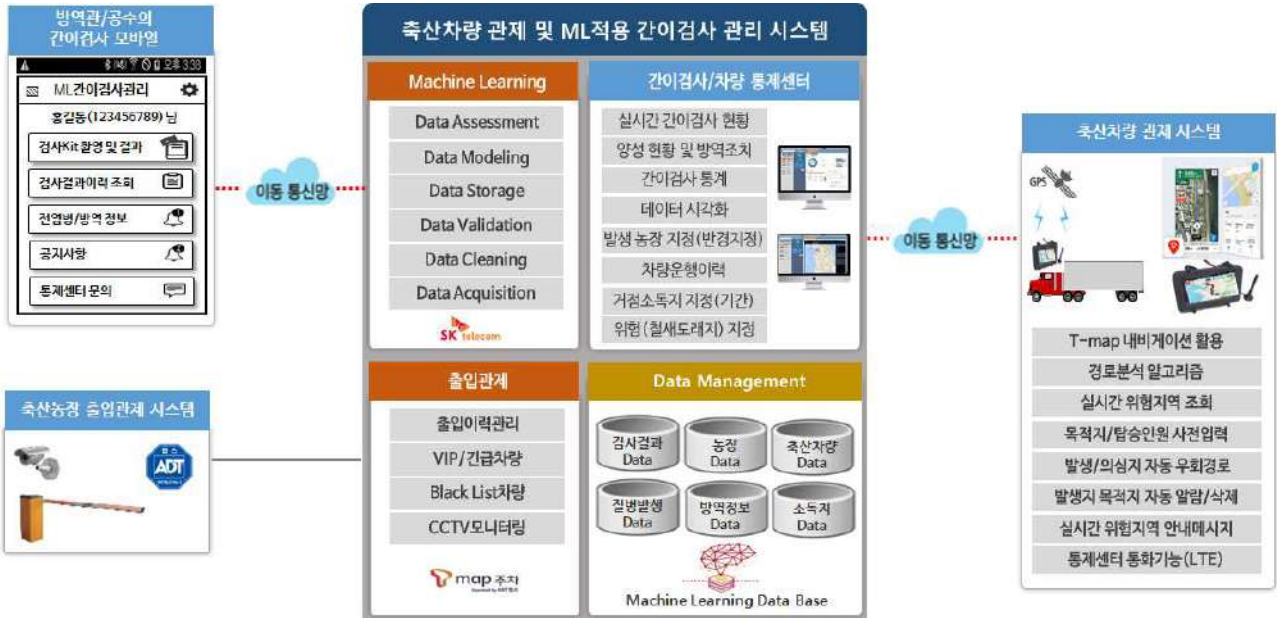 방역관/공수의
간이검사 모바일
오후 3:38
ML간이검사관리
홍길동(123456789) 님
검사Kit 촬영 및 결과
검사결과이력 조회
전염병/방역 정보
공지사항
통제센터 문의
이동 통신망
축산농장 출입관제 시스템
ADT
축산차량 관제 및 ML적용 간이검사 관리 시스템
Machine Learning
Data Assessment
Data Modeling
Data Storage
Data Validation
Data Cleaning
Data Acquisition
SK telecom
간이검사/차량 통제센터
실시간 간이검사 현황
양성 현황 및 방역조치
간이검사 통계
데이터 시각화
발생 농장 지정(반경지정)
차량운행이력
거점소독지 지정(기간)
위험(철새도래지) 지정
출입관제
출입이력관리
VIP/긴급차량
Black List차량
CCTV모니터링
T map 주차
Data Management
검사결과
Data
농장
Data
축산차량
Data
질병발생
Data
방역정보
Data
소독지
Data
Machine Learning Data Base
이동 통신망
축산차량 관제 시스템
GPS
T-map 내비게이션 활용
경로분석 알고리즘
실시간 위험지역 조회
목적지/탑승인원 사전입력
발생/의심지 자동 우회경로
발생지 목적지 자동 알람/삭제
실시간 위험지역 안내메시지
통제센터 통화기능(LTE)